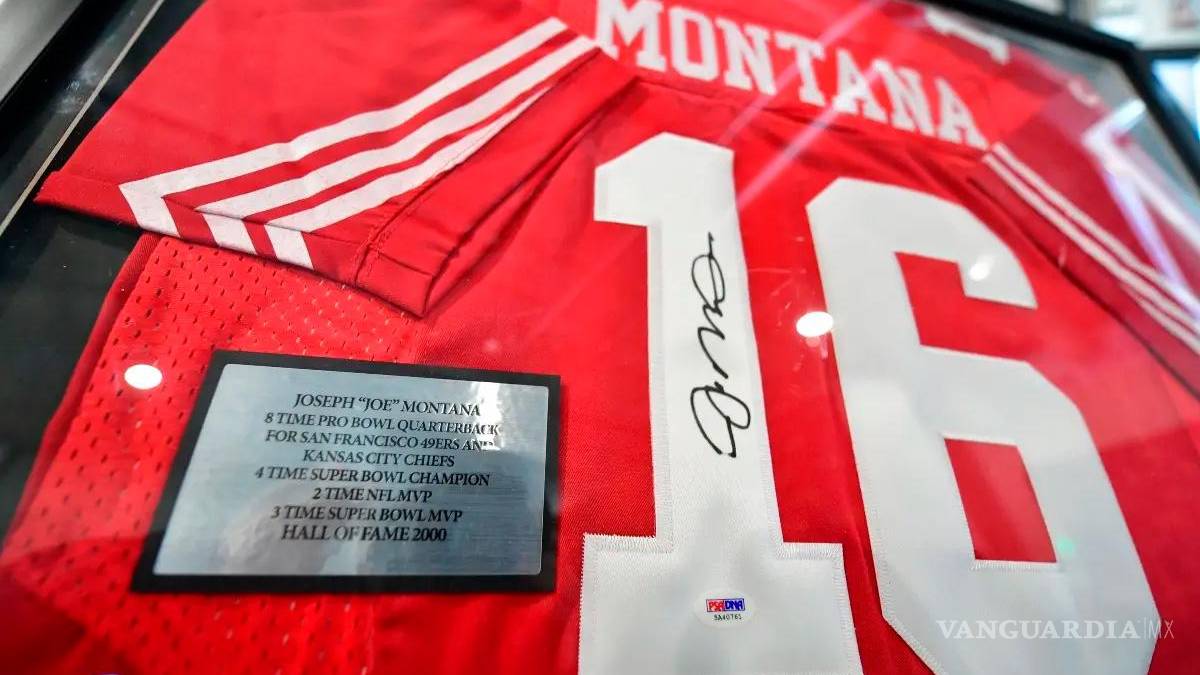 MONTANA
16
JOSEPH “JOE” MONTANA
8 TIME PRO BOWL QUARTERBACK
FOR SAN FRANCISCO 49ERS AND
KANSAS CITY CHIEFS
4 TIME SUPER BOWL CHAMPION
2 TIME NFL MVP
3 TIME SUPER BOWL MVP
HALL OF FAME 2000
PSA DNA
5A40761
VANGUARDIA|MX